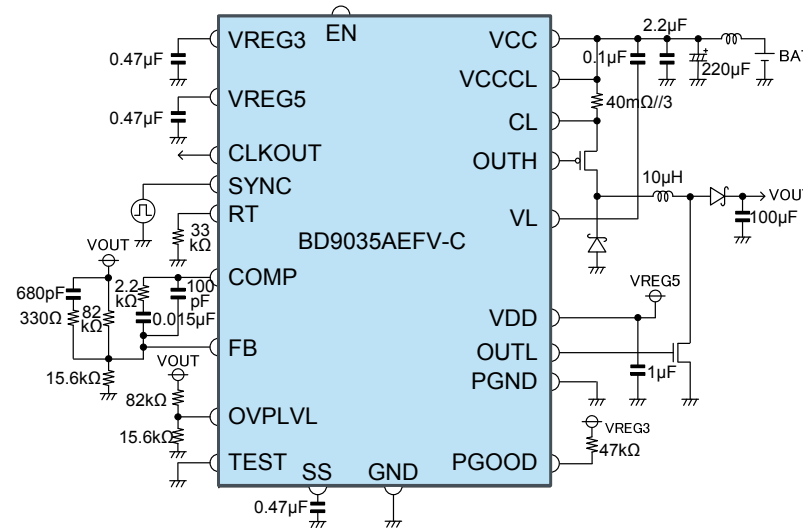 EN
VREG3
0.47µF
VREG5
0.47µF
CLKOUT
SYNC
RT
33
kΩ
VOUT
COMP
680pF
330Ω
82
kΩ
2.2
kΩ
100
pF
0.015µF
FB
15.6kΩ
VOUT
82kΩ
OVPLVL
15.6kΩ
TEST
SS
GND
0.47µF
BD9035AEFV-C
VCC
VCCCL
CL
OUTH
VL
VDD
OUTL
PGND
PGOOD
2.2µF
0.1µF
220µF
BAT
40mΩ//3
10µH
VOUT
100µF
VREG5
1µF
VREG3
47kΩ